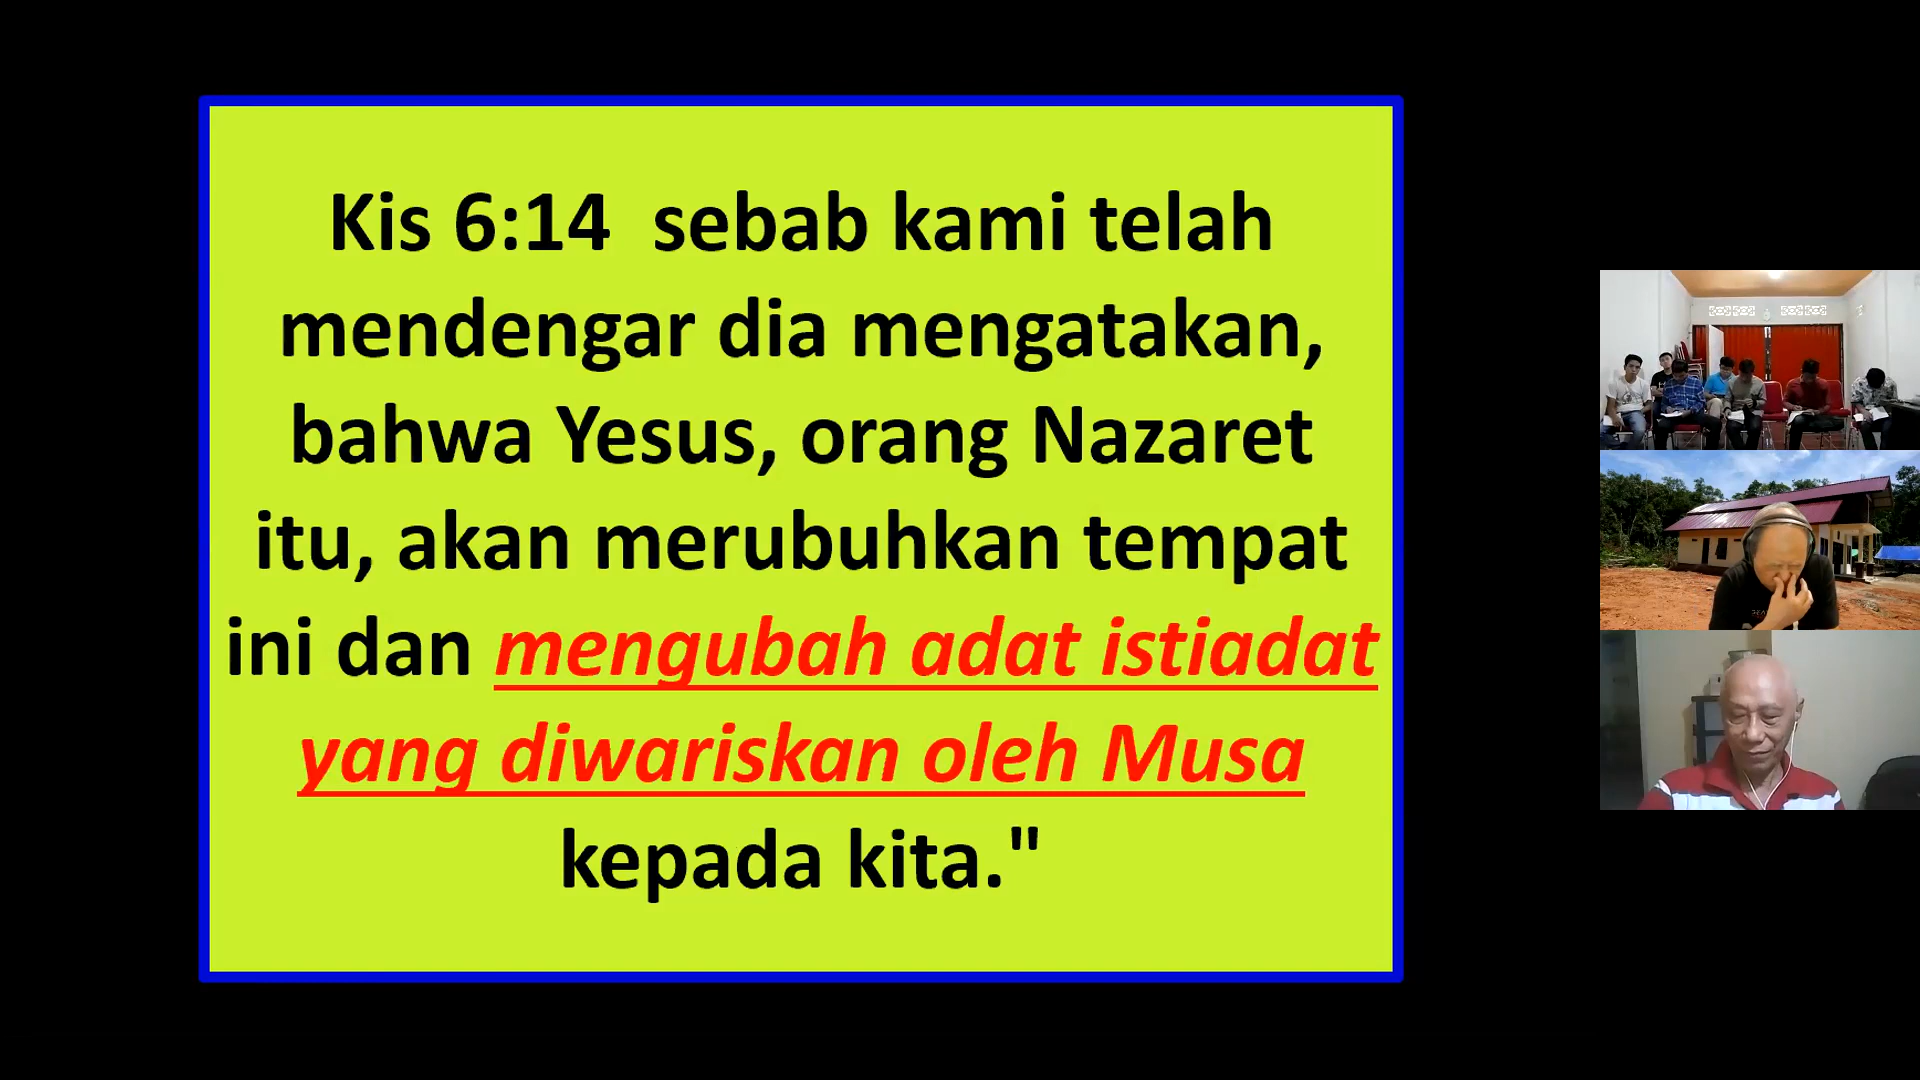 Kis 6:14  sebab kami telah
mendengar dia mengatakan,
bahwa Yesus, orang Nazaret
itu, akan merubuhkan tempat
ini dan mengubah adat istiadat
yang diwariskan oleh Musa
kepada kita."